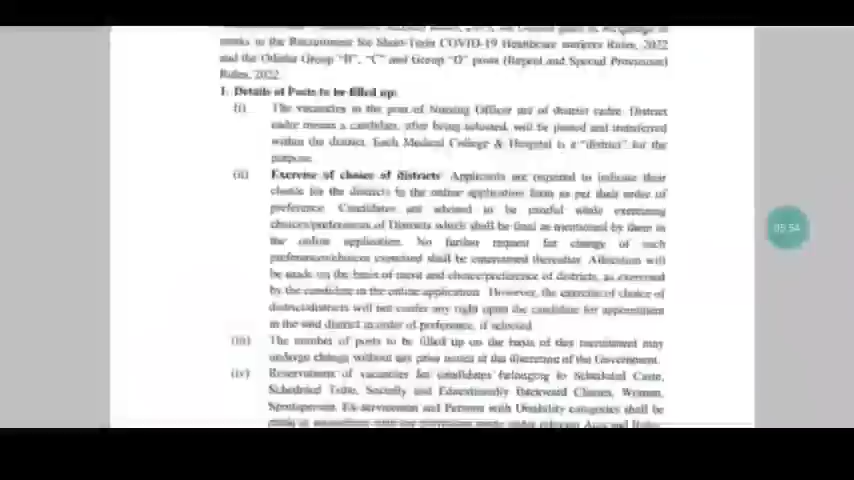 marks to the Recruitment for Short-Term COVID-19 Healthcare workers Rules, 2022
and the Odisha Group "B", "C" and Group "D" posts (Repeal and Special Provisions)
Rules, 2022.
1. Details of Posts to be filled up:
(i) The vacancies in the post of Nursing Officer are of district cadre. District
cadre means a candidate, after being selected, will be posted and transferred
within the district. Each Medical College & Hospital is a "district" for the
purpose.
(ii) Exercise of choice of districts: Applicants are required to indicate their
choice for the districts in the online application form as per their order of
preference. Candidates are advised to be careful while exercising
choices/preferences of Districts which shall be final as mentioned by them in
the online application. No further request for change of such
preferences/choices exercised shall be entertained thereafter. Allocation will
be made on the basis of merit and choice/preference of districts, as exercised
by the candidate in the online application. However, the exercise of choice of
district/districts will not confer any right upon the candidate for appointment
in the said district in order of preference, if selected.
(iii) The number of posts to be filled up on the basis of this recruitment may
undergo change without any prior notice at the discretion of the Government.
(iv) Reservation of vacancies for candidates belonging to Scheduled Caste,
Scheduled Tribe, Socially and Educationally Backward Classes, Women,
Sportsperson, Ex-serviceman and Persons with Disability categories shall be
05:54